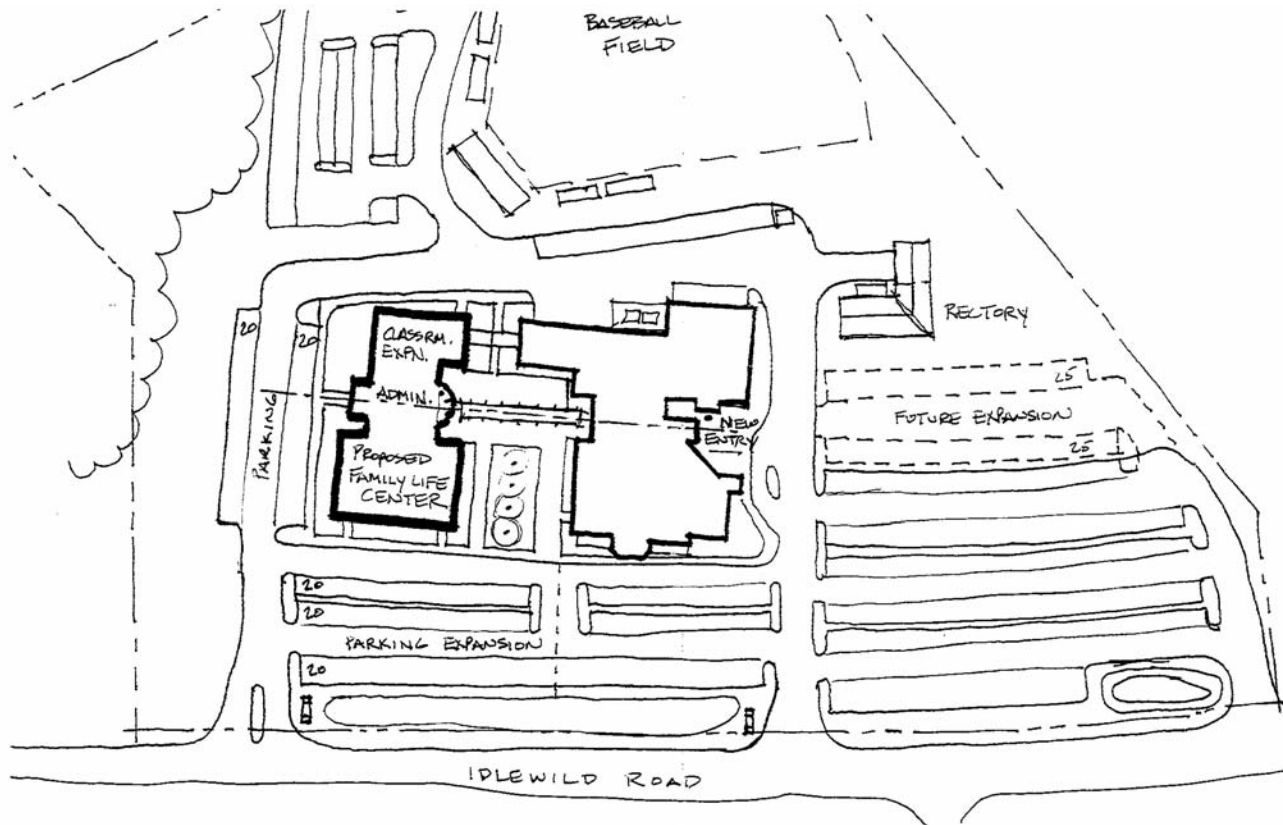 BASEBALL
FIELD
RECTORY
20
20
CLASSRM.
EXPN.
ADMIN.
PARKING
PROPOSED
FAMILY LIFE
CENTER
NEW
ENTRY
25
FUTURE EXPANSION
25
20
20
PARKING EXPANSION
20
IDLEWILD ROAD